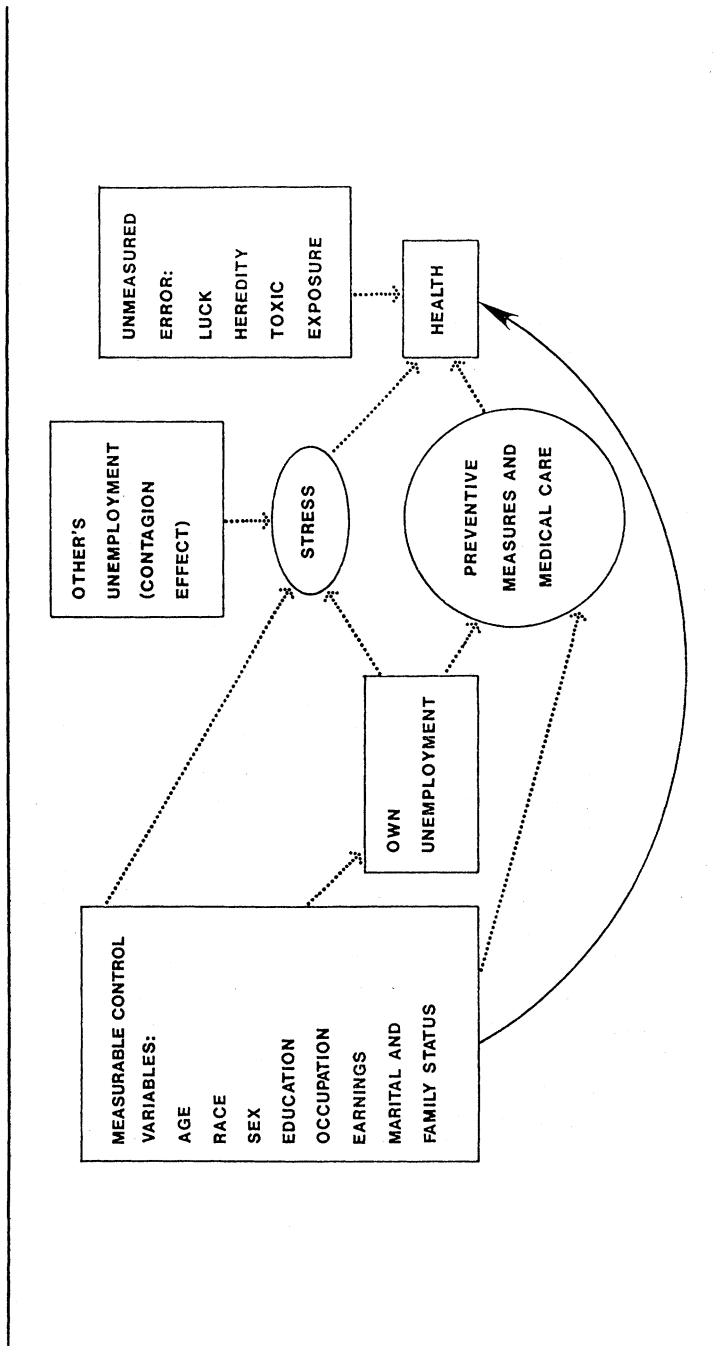 MEASURABLE CONTROL
VARIABLES:
AGE
RACE
SEX
EDUCATION
OCCUPATION
EARNINGS
MARITAL AND
FAMILY STATUS
OWN
UNEMPLOYMENT
OTHER'S
UNEMPLOYMENT
(CONTAGION
EFFECT)
STRESS
PREVENTIVE
MEASURES AND
MEDICAL CARE
UNMEASURED
ERROR:
LUCK
HEREDITY
TOXIC
EXPOSURE
HEALTH